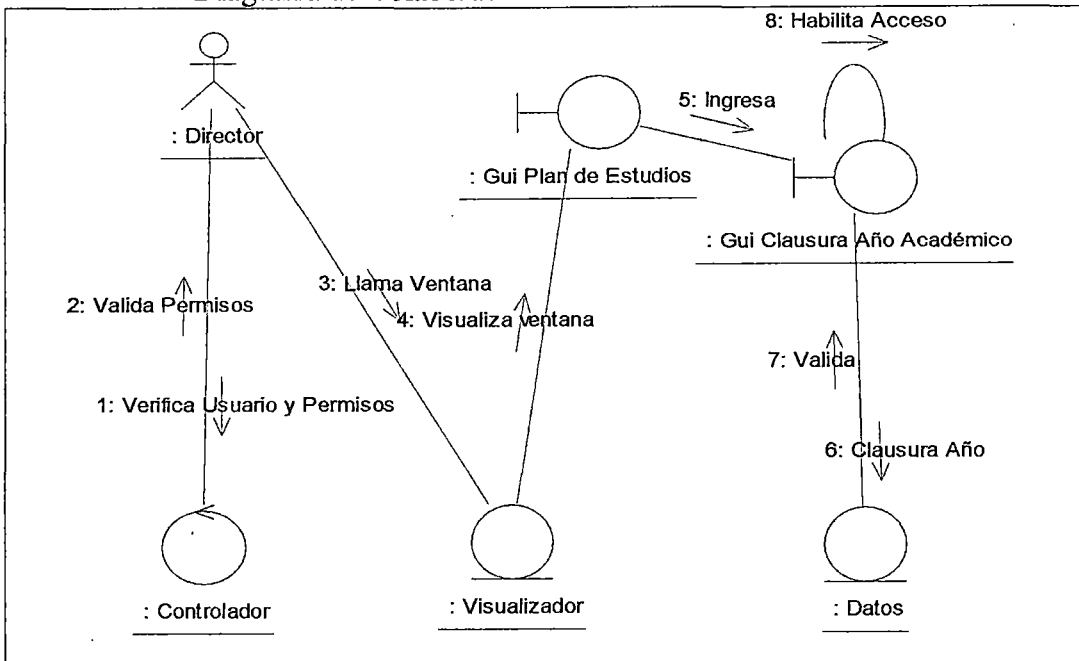 8: Habilita Acceso
5: Ingresa
: Director
: Gui Plan de Estudios
: Gui Clausura Año Académico
3: Llama Ventana
2: Valida Permisos
4: Visualiza ventana
7: Valida
1: Verifica Usuario y Permisos
6: Clausura Año
: Controlador
: Visualizador
: Datos